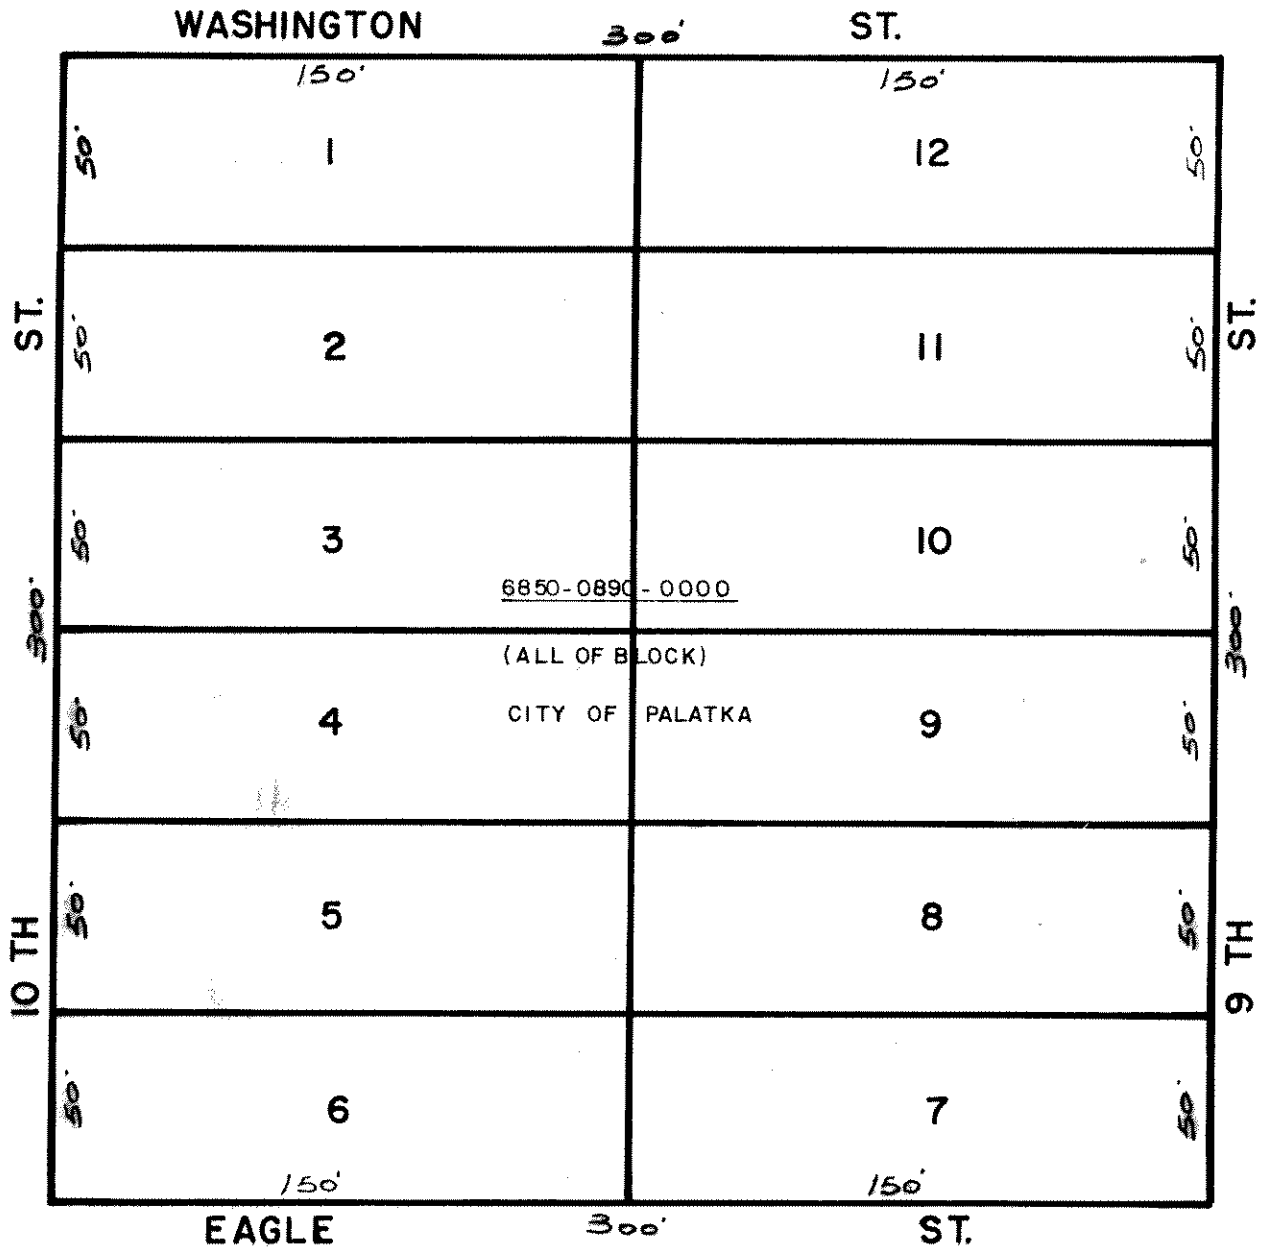 WASHINGTON 300' ST.
150' 150'
50' 1 12 50'
ST. 50' 2 11 50' ST.
50' 3 10 50'
6850-0890-0000
300' 300'
(ALL OF BLOCK)
50' 4 9 50'
CITY OF PALATKA
10 TH 50' 5 8 50' 9 TH
50' 6 7 50'
150' 150'
EAGLE 300' ST.